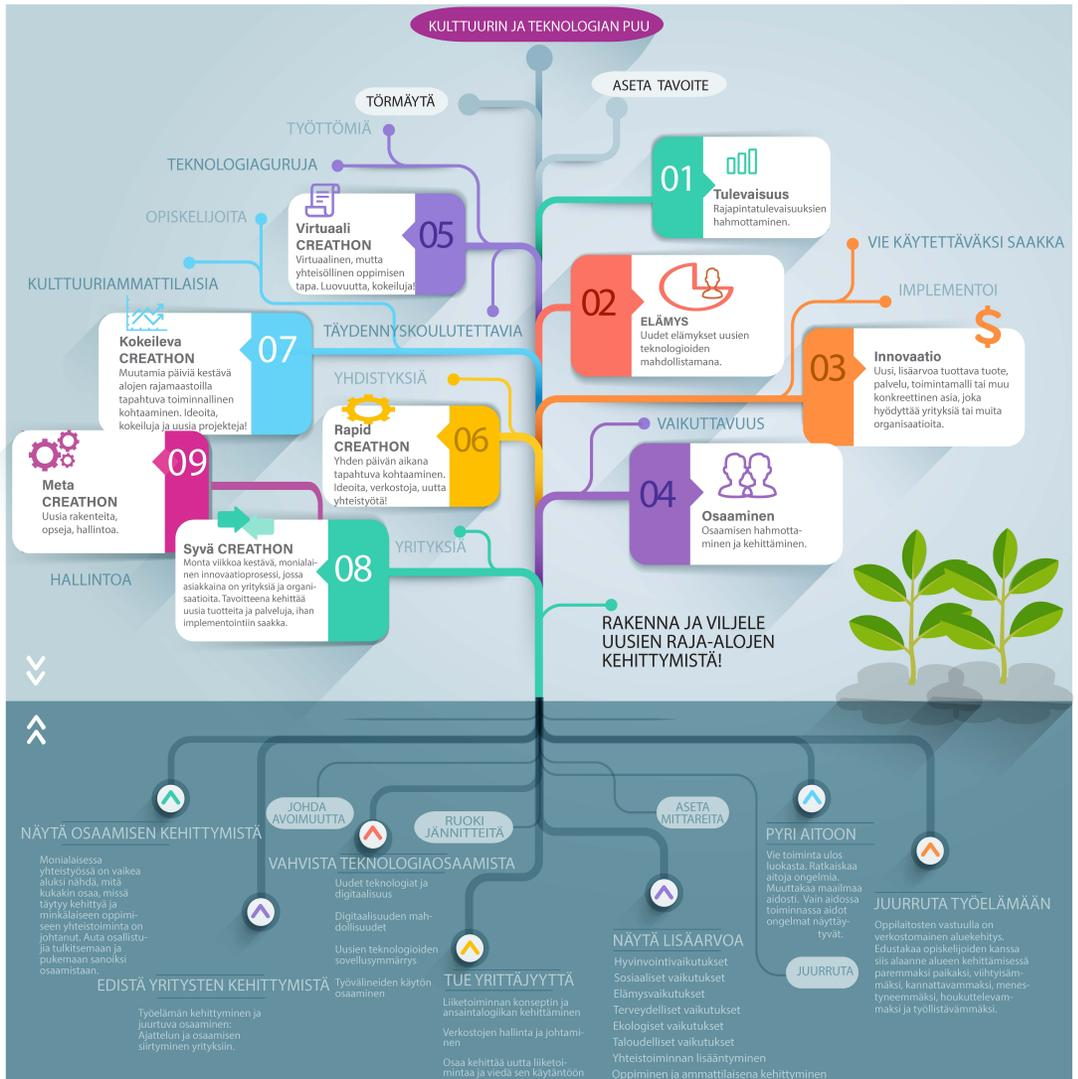 KULTTUURIN JA TEKNOLOGIAN PUU
TÖRMÄYTÄ
ASETA TAVOITE
TYÖTTÖMIÄ
TEKNOLOGIAGURUJA
OPISKELIJOITA
KULTTUURIAMMATTILAISIA
TÄYDENNYSKOULUTETTAVIA
01
Tulevaisuus
Rajapintatulevaisuuksien
hahmottaminen.
05
Virtuaali
CREATHON
Virtuaalinen, mutta
yhteisöllinen oppimisen
tapa. Luovuutta, kokeiluja!
VIE KÄYTETTÄVÄKSI SAAKKA
IMPLEMENTOI
02
ELÄMYS
Uudet elämykset uusien
teknologioiden
mahdollistamana.
07
Kokeileva
CREATHON
Muutamia päiviä kestävä
alojen rajamaastoilla
tapahtuva toiminnallinen
kohtaaminen. Ideoita,
kokeiluja ja uusia projekteja!
$
03
Innovaatio
Uusi, lisäarvoa tuottava tuote,
palvelu, toimintamalli tai muu
konkreettinen asia, joka
hyödyttää yrityksiä tai muita
organisaatioita.
YHDISTYKSIÄ
06
Rapid
CREATHON
Yhden päivän aikana
tapahtuva kohtaaminen.
Ideoita, verkostoja, uutta
yhteistyötä!
VAIKUTTAVUUS
04
Osaaminen
Osaamisen hahmotta-
minen ja kehittäminen.
09
Meta
CREATHON
Uusia rakenteita,
opseja, hallintoa.
HALLINTOA
YRITYKSIÄ
08
Syvä CREATHON
Monta viikkoa kestävä, monialai-
nen innovaatioprosessi, jossa
asiakkaina on yrityksiä ja organi-
saatioita. Tavoitteena kehittää
uusia tuotteita ja palveluja, ihan
implementointiin saakka.
RAKENNA JA VILJELE
UUSIEN RAJA-ALOJEN
KEHITTYMISTÄ!
JOHDA
AVOIMUUTTA
RUOKI
JÄNNITTEITÄ
ASETA
MITTAREITA
NÄYTÄ OSAAMISEN KEHITTYMISTÄ
Monialaisessa
yhteistyössä on vaikea
aluksi nähdä, mitä
kukakin osaa, missä
täytyy kehittyä ja
minkälaiseen oppimi-
seen yhteistoiminta on
johtanut. Auta osallistu-
jia tulkitsemaan ja
pukemaan sanoiksi
osaamistaan.
EDISTÄ YRITYSTEN KEHITTYMISTÄ
Työelämän kehittyminen ja
juurtuva osaaminen:
Ajattelun ja osaamisen
siirtyminen yrityksiin.
VAHVISTA TEKNOLOGIAOSAAMISTA
Uudet teknologiat ja
digitaalisuus
Digitaalisuuden mah-
dollisuudet
Uusien teknologioiden
sovellusymmärrys
Työvälineiden käytön
osaaminen
TUE YRITTÄJYYTTÄ
Liiketoiminnan konseptin ja
ansaintalogiikan kehittäminen
Verkostojen hallinta ja johtami-
nen
Osaa kehittää uutta liiketoi-
mintaa ja viedä sen käytäntöön
NÄYTÄ LISÄARVOA
Hyvinvointivaikutukset
Sosiaaliset vaikutukset
Elämysvaikutukset
Terveydelliset vaikutukset
Ekologiset vaikutukset
Taloudelliset vaikutukset
Yhteistoiminnan lisääntyminen
Oppiminen ja ammattilaisena kehittyminen
PYRI AITOON
Vie toiminta ulos
luokasta. Ratkaiskaa
aitoja ongelmia.
Muuttakaa maailmaa
aidosti. Vain aidossa
toiminnassa aidot
ongelmat näyttäy-
tyvät.
JUURRUTA
JUURRUTA TYÖELÄMÄÄN
Oppilaitosten vastuulla on
verkostomainen aluekehitys.
Edustakaa opiskelijoiden kanssa
siis alaanne alueen kehittämisessä
paremmaksi paikaksi, viihtyisäm-
mäksi, kannattavammaksi, menes-
tyneemmäksi, houkuttelevam-
maksi ja työllistävämmäksi.